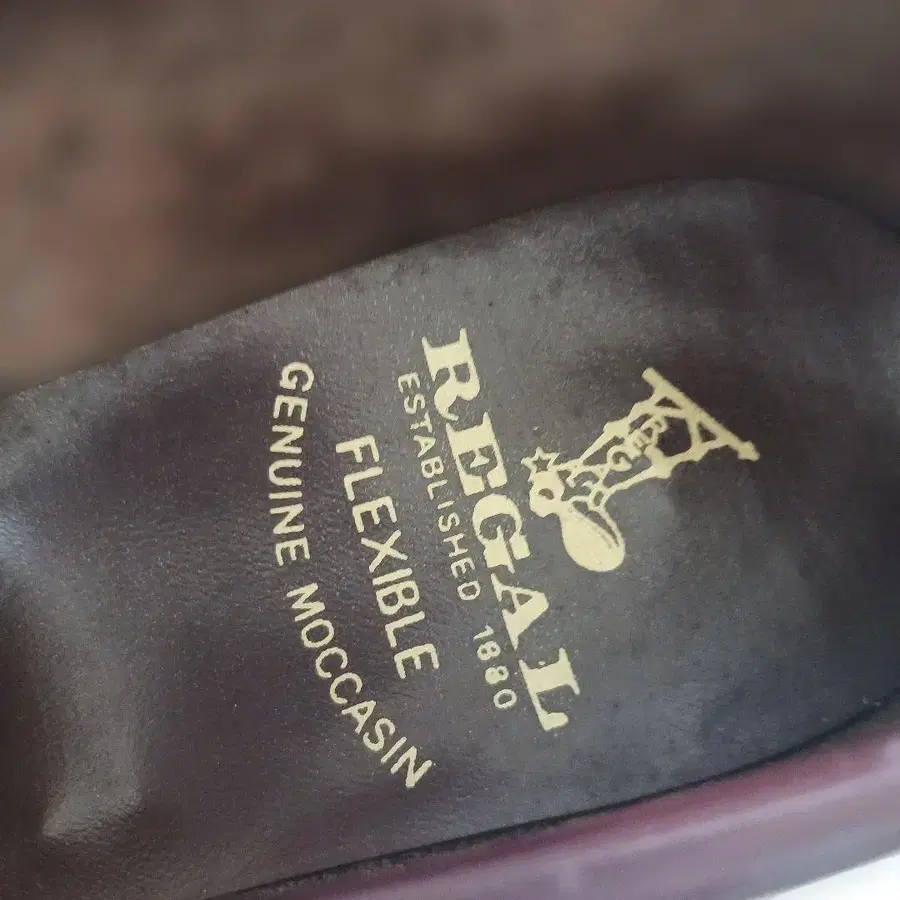 REGAL
ESTABLISHED 1880
FLEXIBLE
GENUINE MOCCASIN